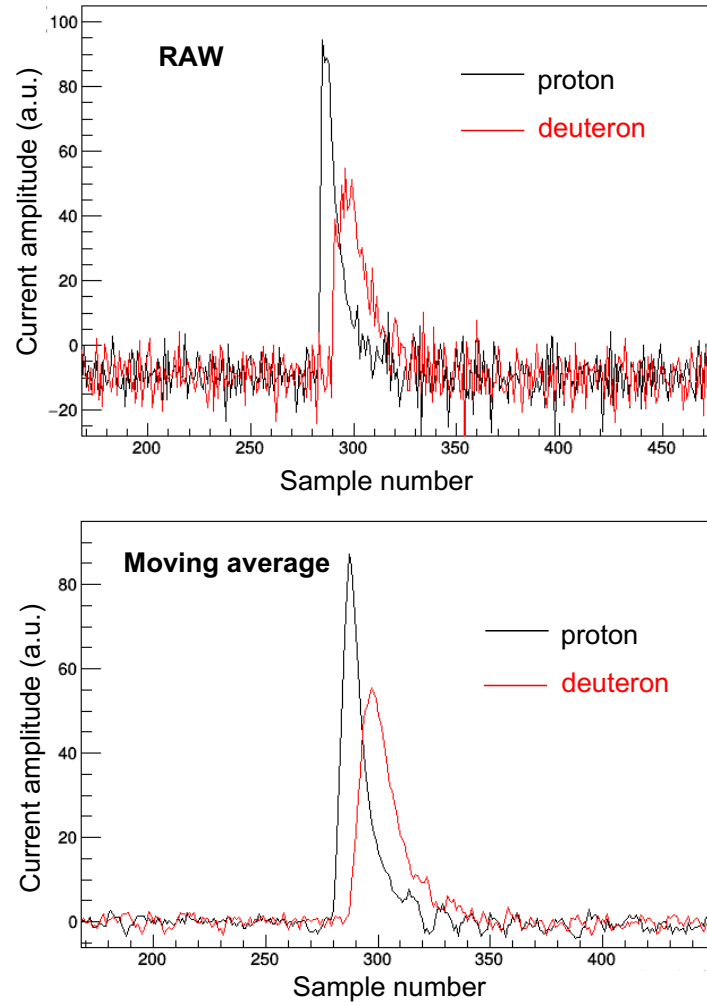 100
RAW
80
proton
60
deuteron
40
20
0
−20
200
250
300
350
400
450
Current amplitude (a.u.)
Sample number
Moving average
80
proton
60
deuteron
40
20
0
200
250
300
350
400
Current amplitude (a.u.)
Sample number